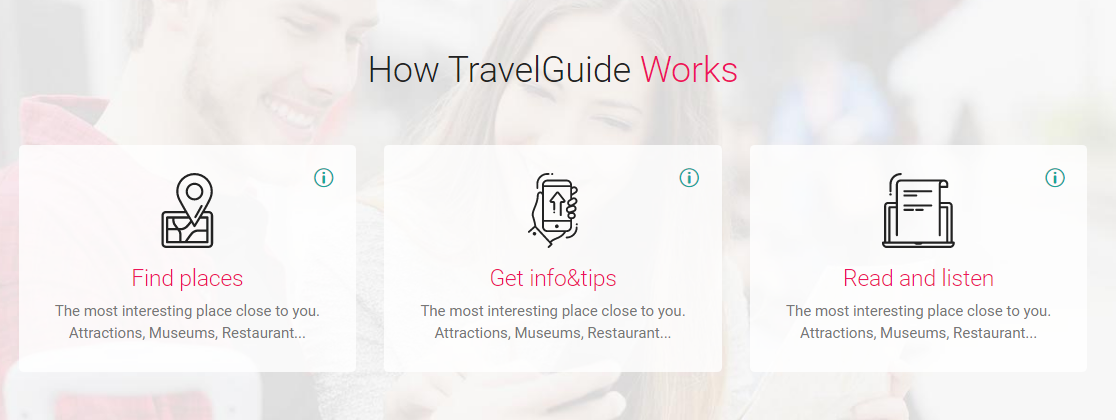 How TravelGuide Works
Find places
The most interesting place close to you.
Attractions, Museums, Restaurant...
Get info&tips
The most interesting place close to you.
Attractions, Museums, Restaurant...
Read and listen
The most interesting place close to you.
Attractions, Museums, Restaurant...